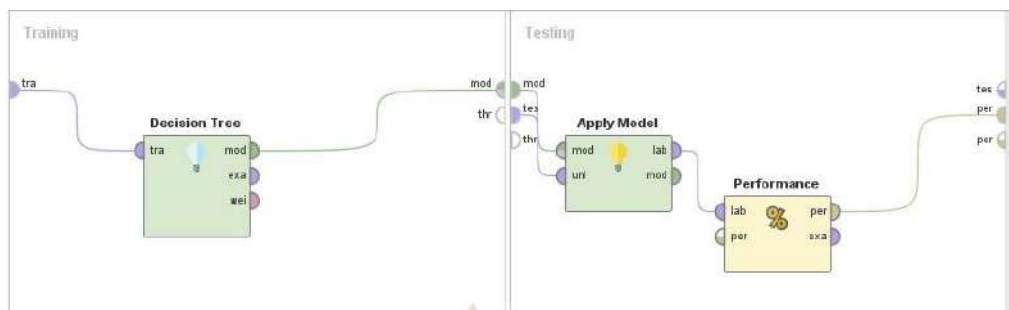 Training
tra
Decision Tree
tra
mod
exa
wei
mod
thr
Testing
mod
tes
thr
Apply Model
mod
lab
unl
mod
Performance
lab
%
per
per
exa
tes
per
per